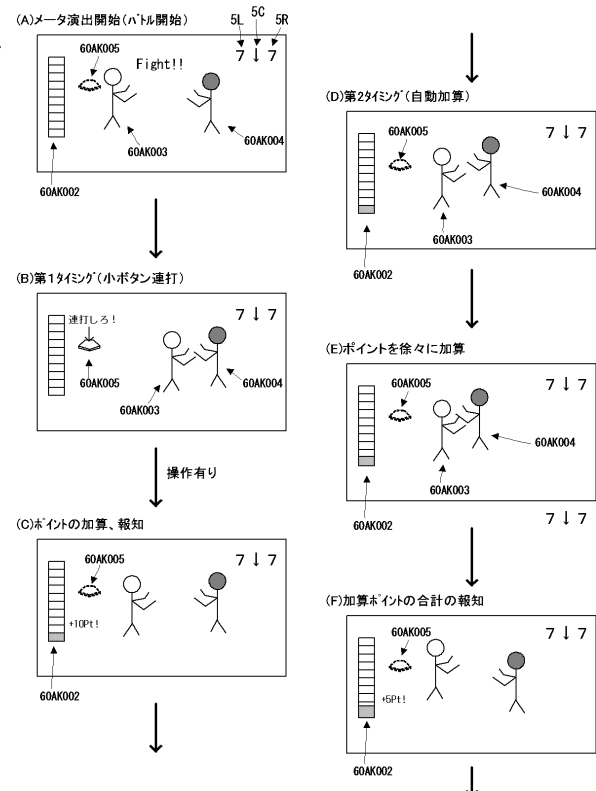 (A)メータ演出開始(バトル開始)
5L 5C 5R
60AK005
Fight!!
7 ↓ 7
60AK003
60AK004
60AK002
(B)第1タイミング(小ボタン連打)
連打しろ!
7 ↓ 7
60AK005
60AK004
60AK003
操作有り
(C)ポイントの加算、報知
60AK005
7 ↓ 7
+10Pt!
60AK002
(D)第2タイミング(自動加算)
60AK005
7 ↓ 7
60AK004
60AK003
60AK002
(E)ポイントを徐々に加算
60AK005
7 ↓ 7
60AK004
60AK003
60AK002
7 ↓ 7
(F)加算ポイントの合計の報知
60AK005
7 ↓ 7
+5Pt!
60AK002